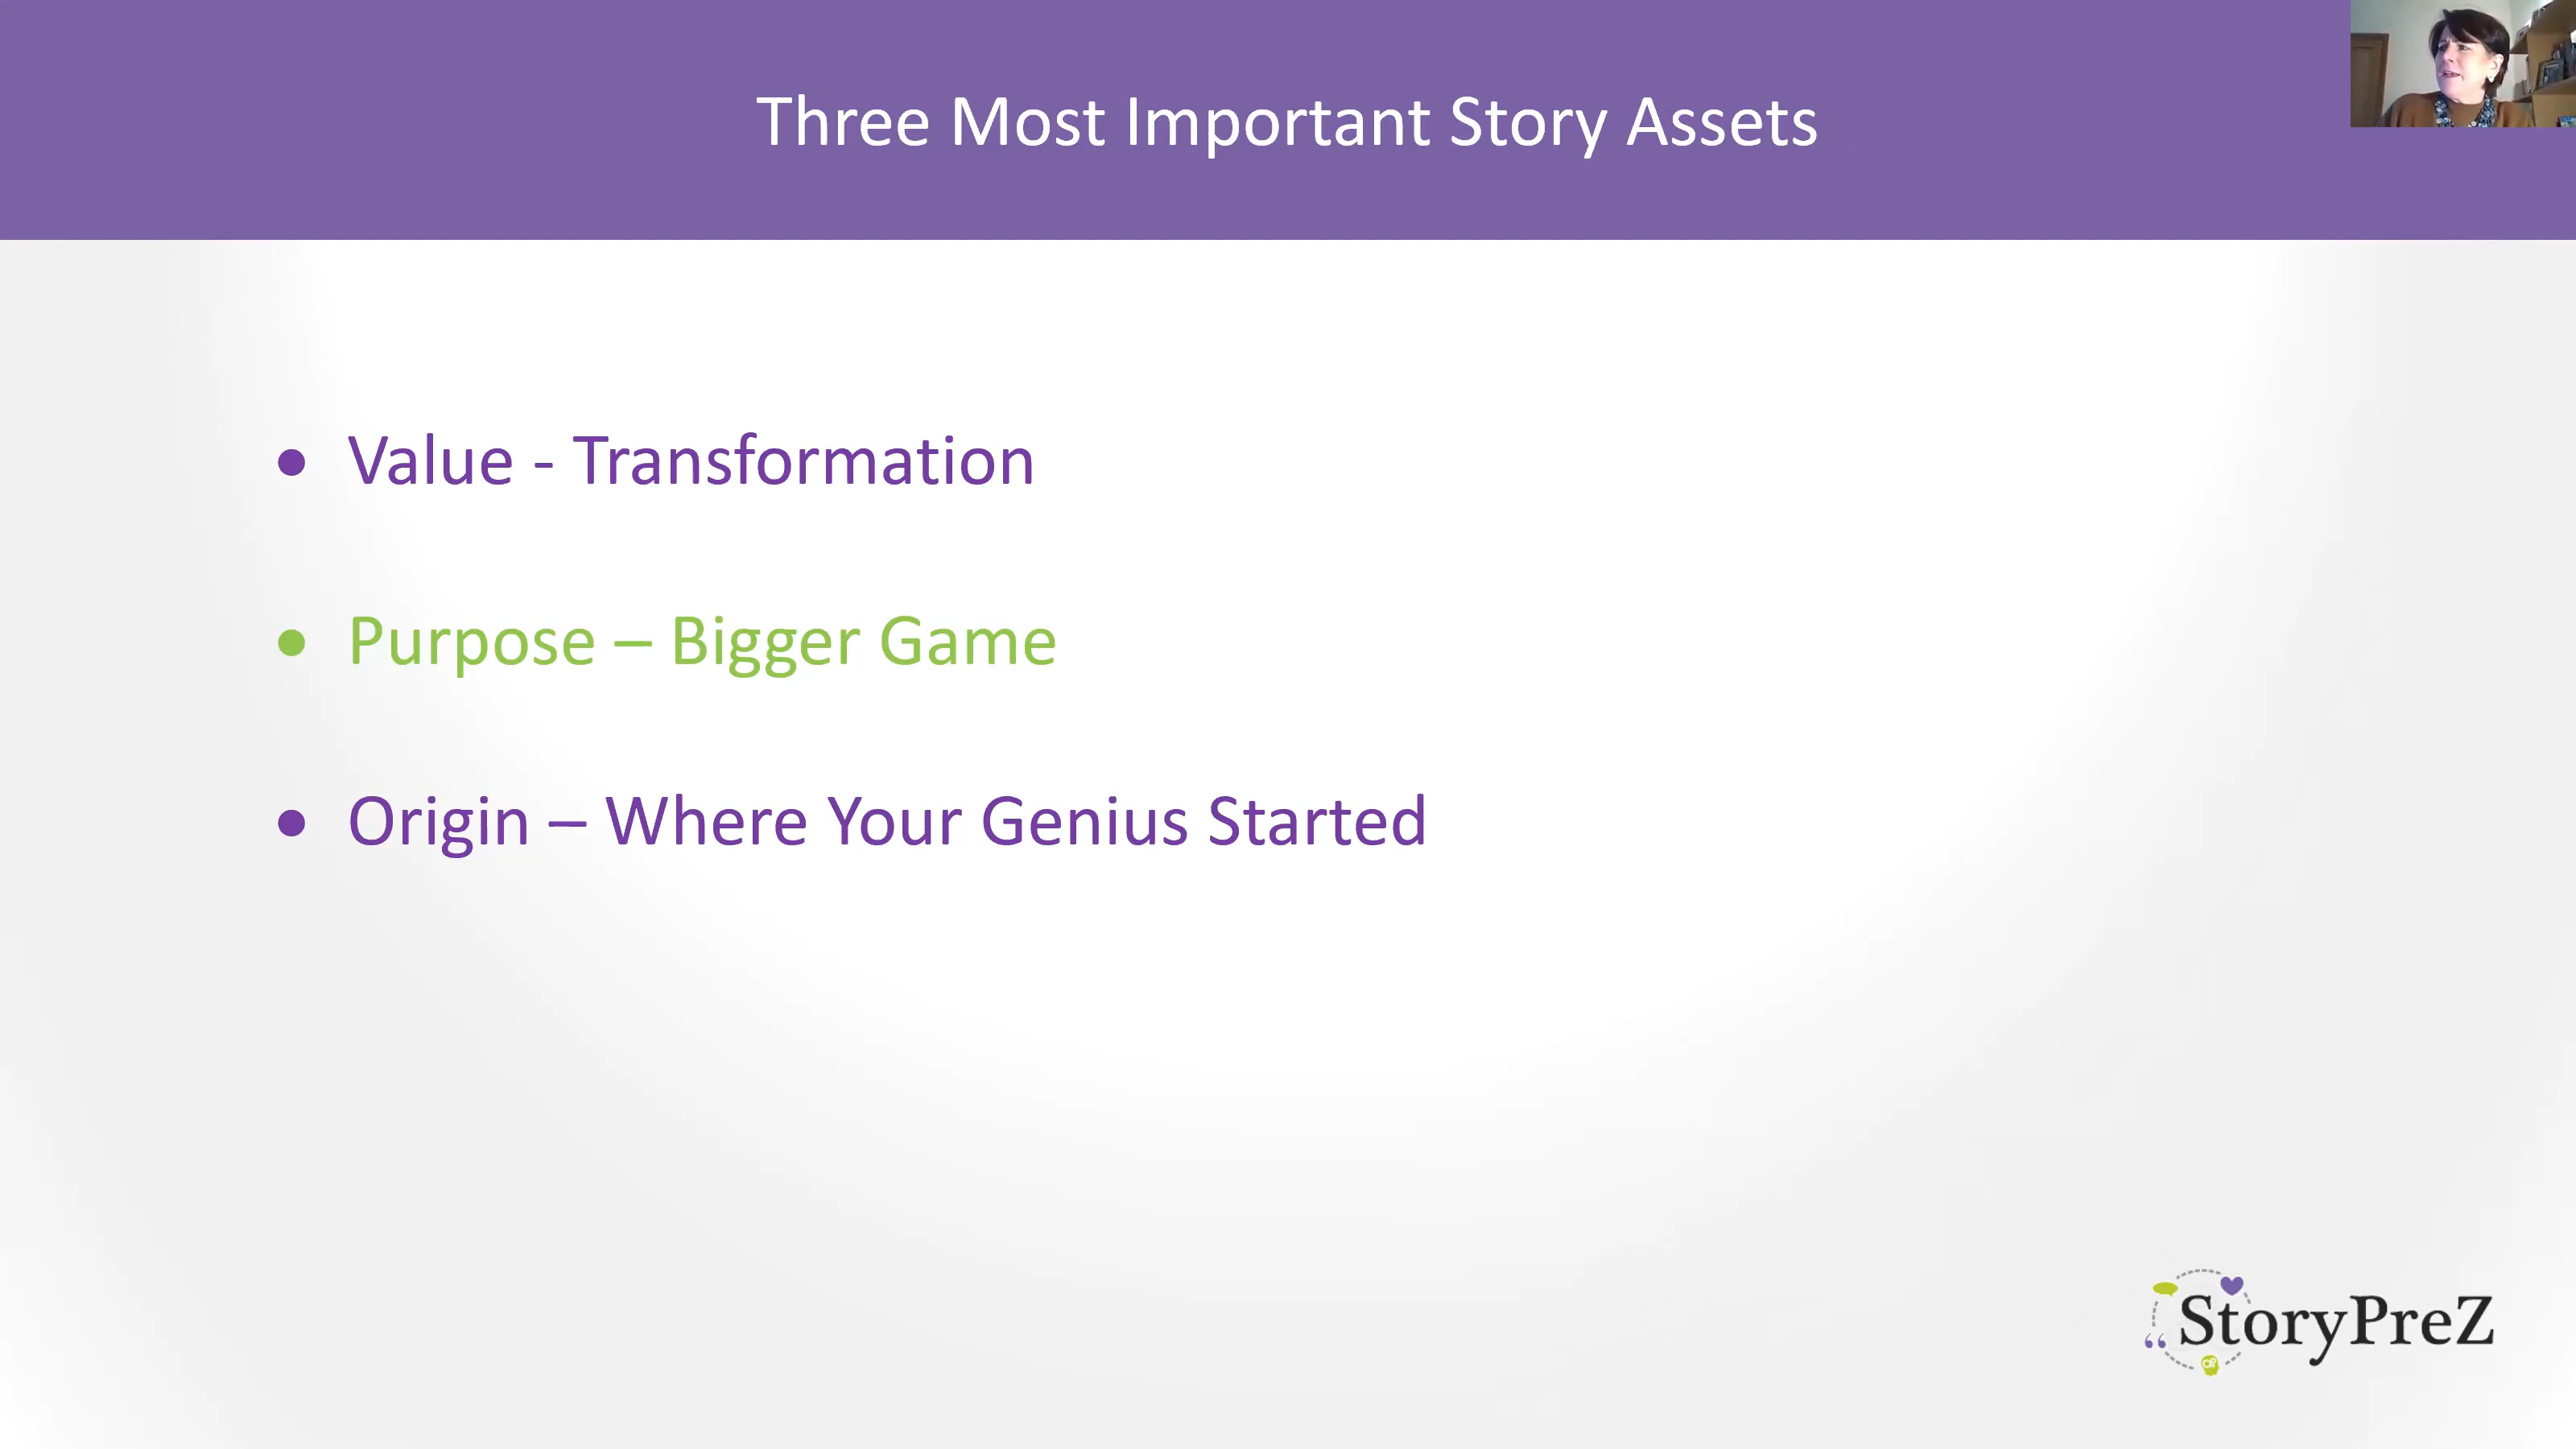 Three Most Important Story Assets
• Value - Transformation
• Purpose – Bigger Game
• Origin – Where Your Genius Started
StoryPreZ